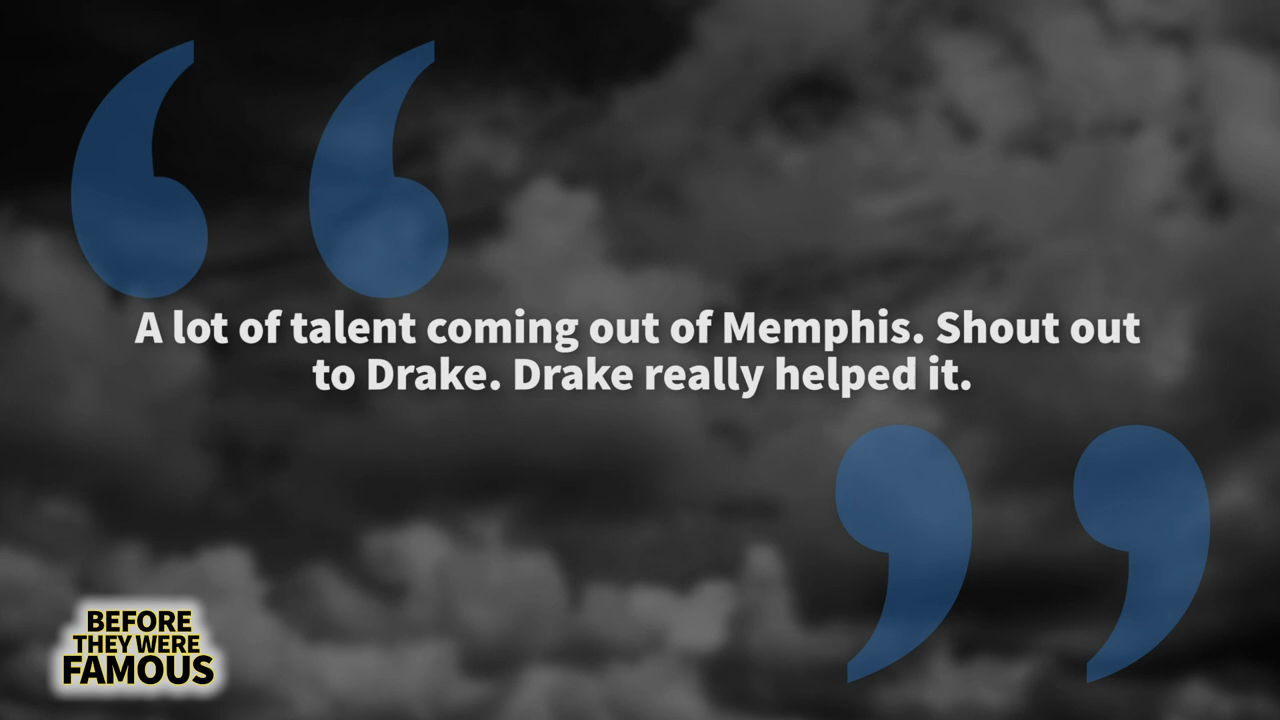 A lot of talent coming out of Memphis. Shout out
to Drake. Drake really helped it.
BEFORE
THEY WERE
FAMOUS